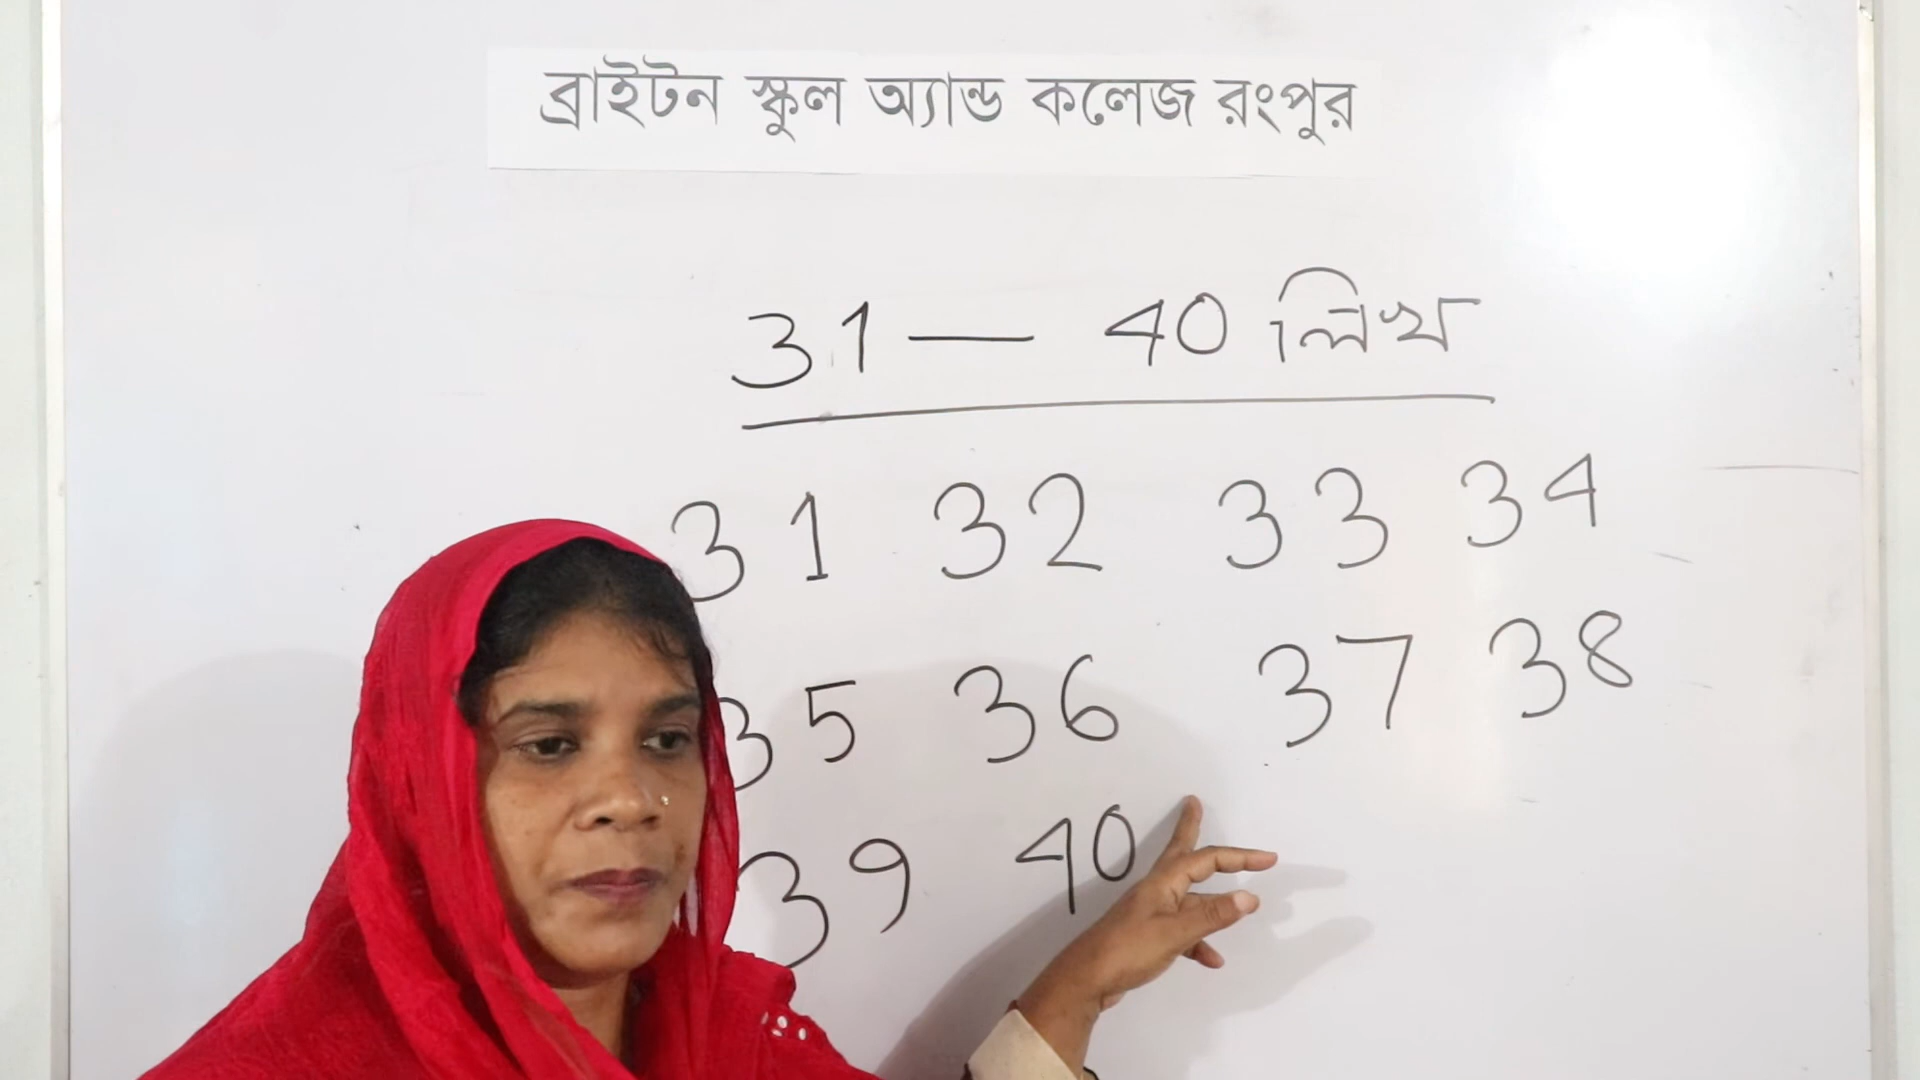 ব্রাইটন স্কুল অ্যান্ড কলেজ রংপুর
31 — 40 লিখ
31 32 33 34
35 36 37 38
39 40